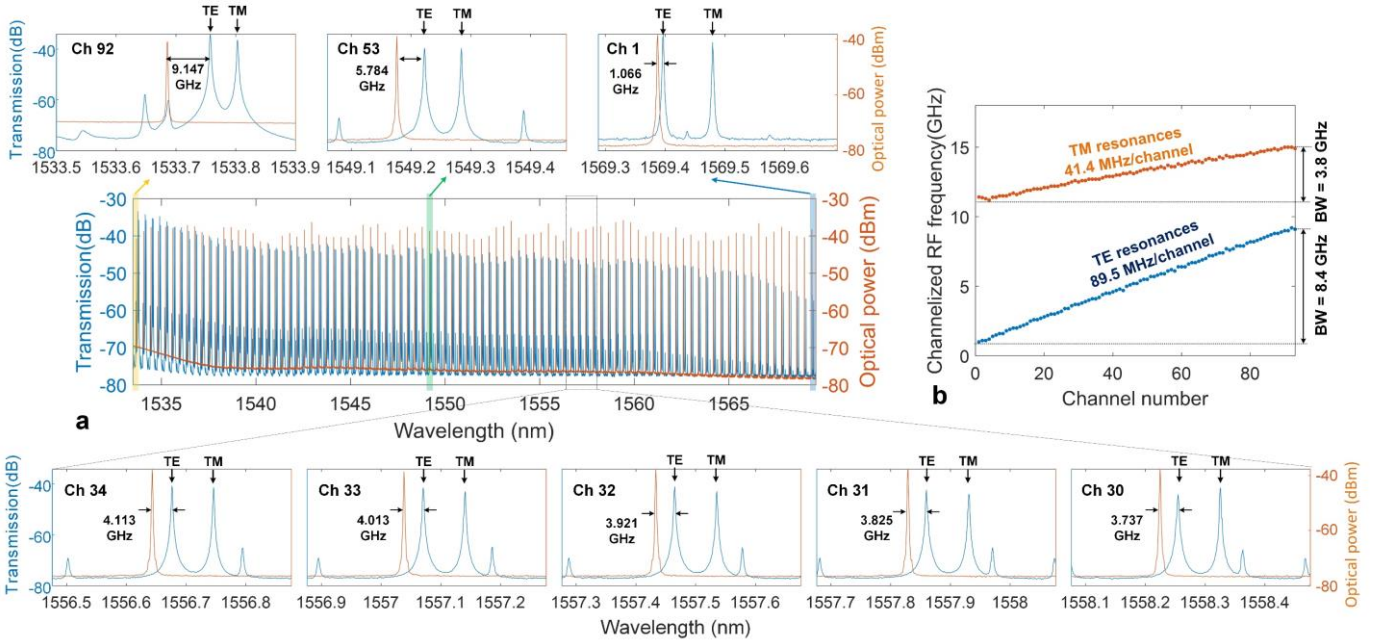 TE TM
TE TM
TE TM
Transmission(dB)
-40
-60
-80
Ch 92
9.147
GHz
1533.5 1533.6 1533.7 1533.8 1533.9
Ch 53
5.784
GHz
1549.1 1549.2 1549.3 1549.4
Ch 1
1.066
GHz
1569.3 1569.4 1569.5 1569.6
-40
-60
-80
Optical power (dBm)
Transmission(dB)
-30
-40
-50
-60
-70
-80
1535 1540 1545 1550 1555 1560 1565
-30
-40
-50
-60
-70
-80
Optical power (dBm)
a
Wavelength (nm)
Channelized RF frequency(GHz)
15
10
5
0
TM resonances
41.4 MHz/channel
TE resonances
89.5 MHz/channel
BW = 3.8 GHz
BW = 8.4 GHz
0 20 40 60 80
b
Channel number
TE TM
TE TM
TE TM
TE TM
TE TM
Transmission(dB)
-40
-60
-80
Ch 34
4.113
GHz
1556.5 1556.6 1556.7 1556.8
Ch 33
4.013
GHz
1556.9 1557 1557.1 1557.2
Ch 32
3.921
GHz
1557.3 1557.4 1557.5 1557.6
Ch 31
3.825
GHz
1557.7 1557.8 1557.9 1558
Ch 30
3.737
GHz
1558.1 1558.2 1558.3 1558.4
-40
-60
-80
Optical power (dBm)
Wavelength (nm)